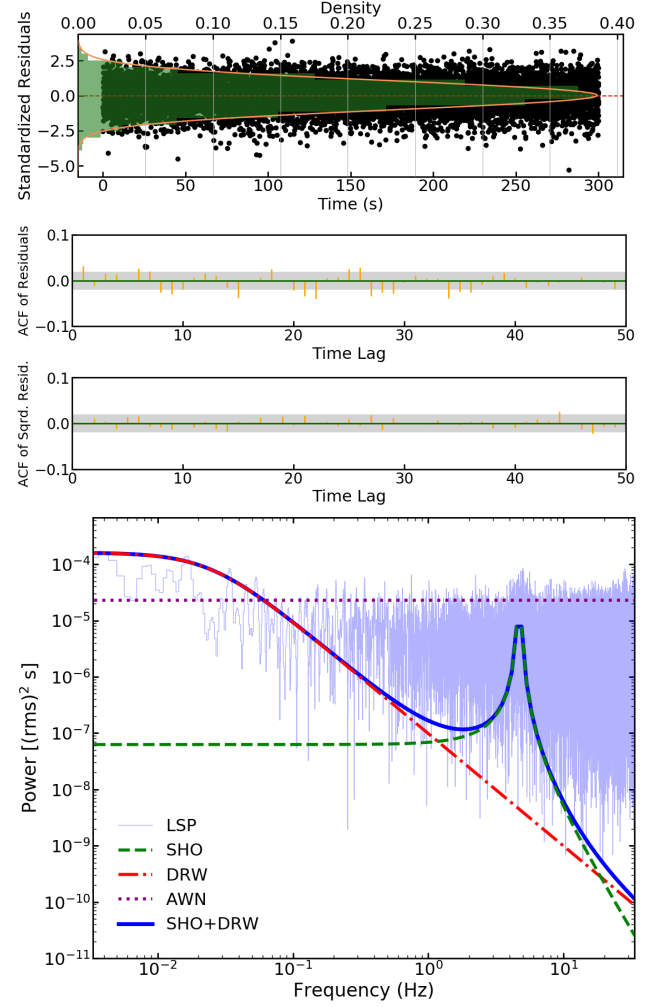 Density
0.00 0.05 0.10 0.15 0.20 0.25 0.30 0.35 0.40
Standardized Residuals
2.5
0.0
−2.5
−5.0
0 50 100 150 200 250 300
Time (s)
ACF of Residuals
0.1
0.0
−0.1
0 10 20 30 40 50
Time Lag
ACF of Sqrd. Resid.
0.1
0.0
−0.1
0 10 20 30 40 50
Time Lag
Power [(rms)² s]
10⁻⁴
10⁻⁵
10⁻⁶
10⁻⁷
10⁻⁸
10⁻⁹
10⁻¹⁰
10⁻¹¹
LSP
SHO
DRW
AWN
SHO+DRW
10⁻² 10⁻¹ 10⁰ 10¹
Frequency (Hz)